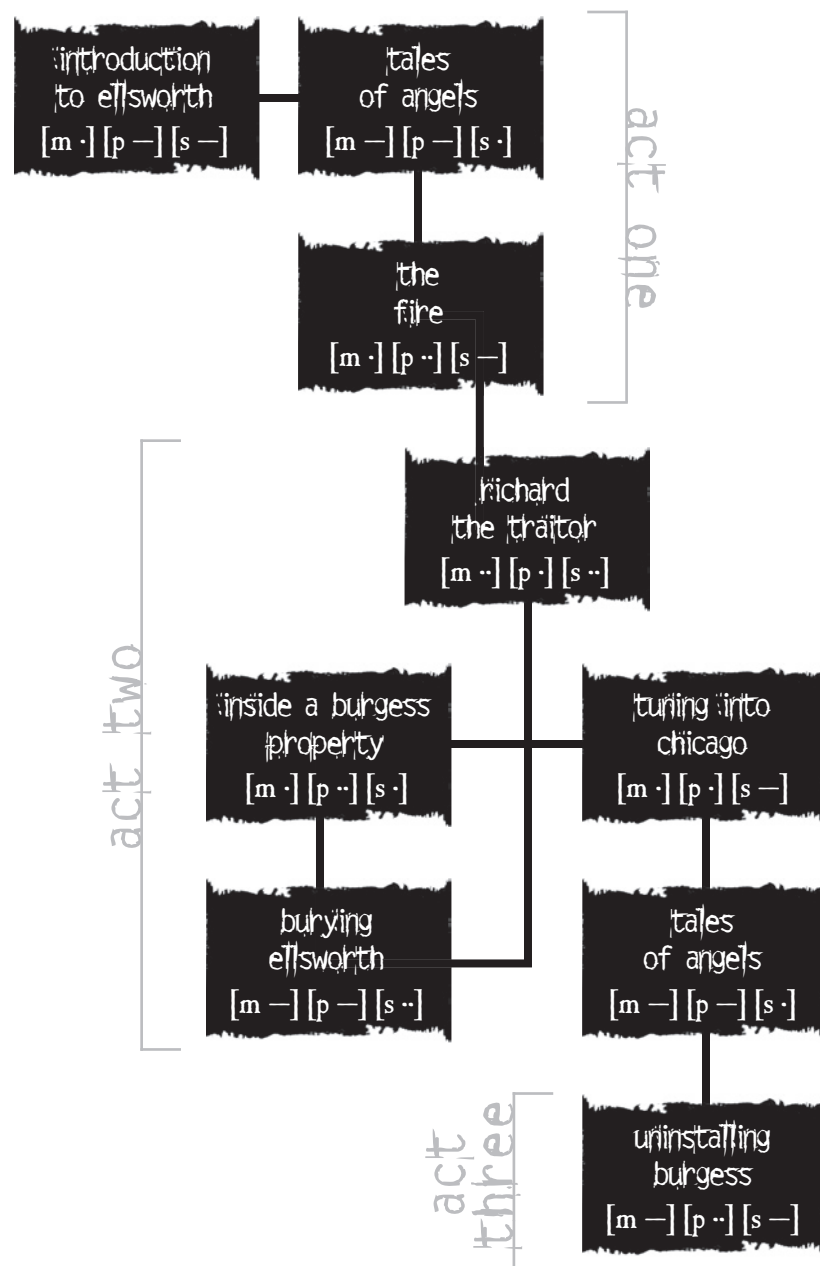 introduction
to ellsworth
[m ·] [p —] [s —]
tales
of angels
[m —] [p —] [s ·]
act one
the
fire
[m ·] [p ··] [s —]
richard
the traitor
[m ··] [p ·] [s ··]
act two
inside a burgess
property
[m ·] [p ··] [s ·]
tuning into
chicago
[m ·] [p ·] [s —]
burying
ellsworth
[m —] [p —] [s ··]
tales
of angels
[m —] [p —] [s ·]
act
three
uninstalling
burgess
[m —] [p ··] [s —]